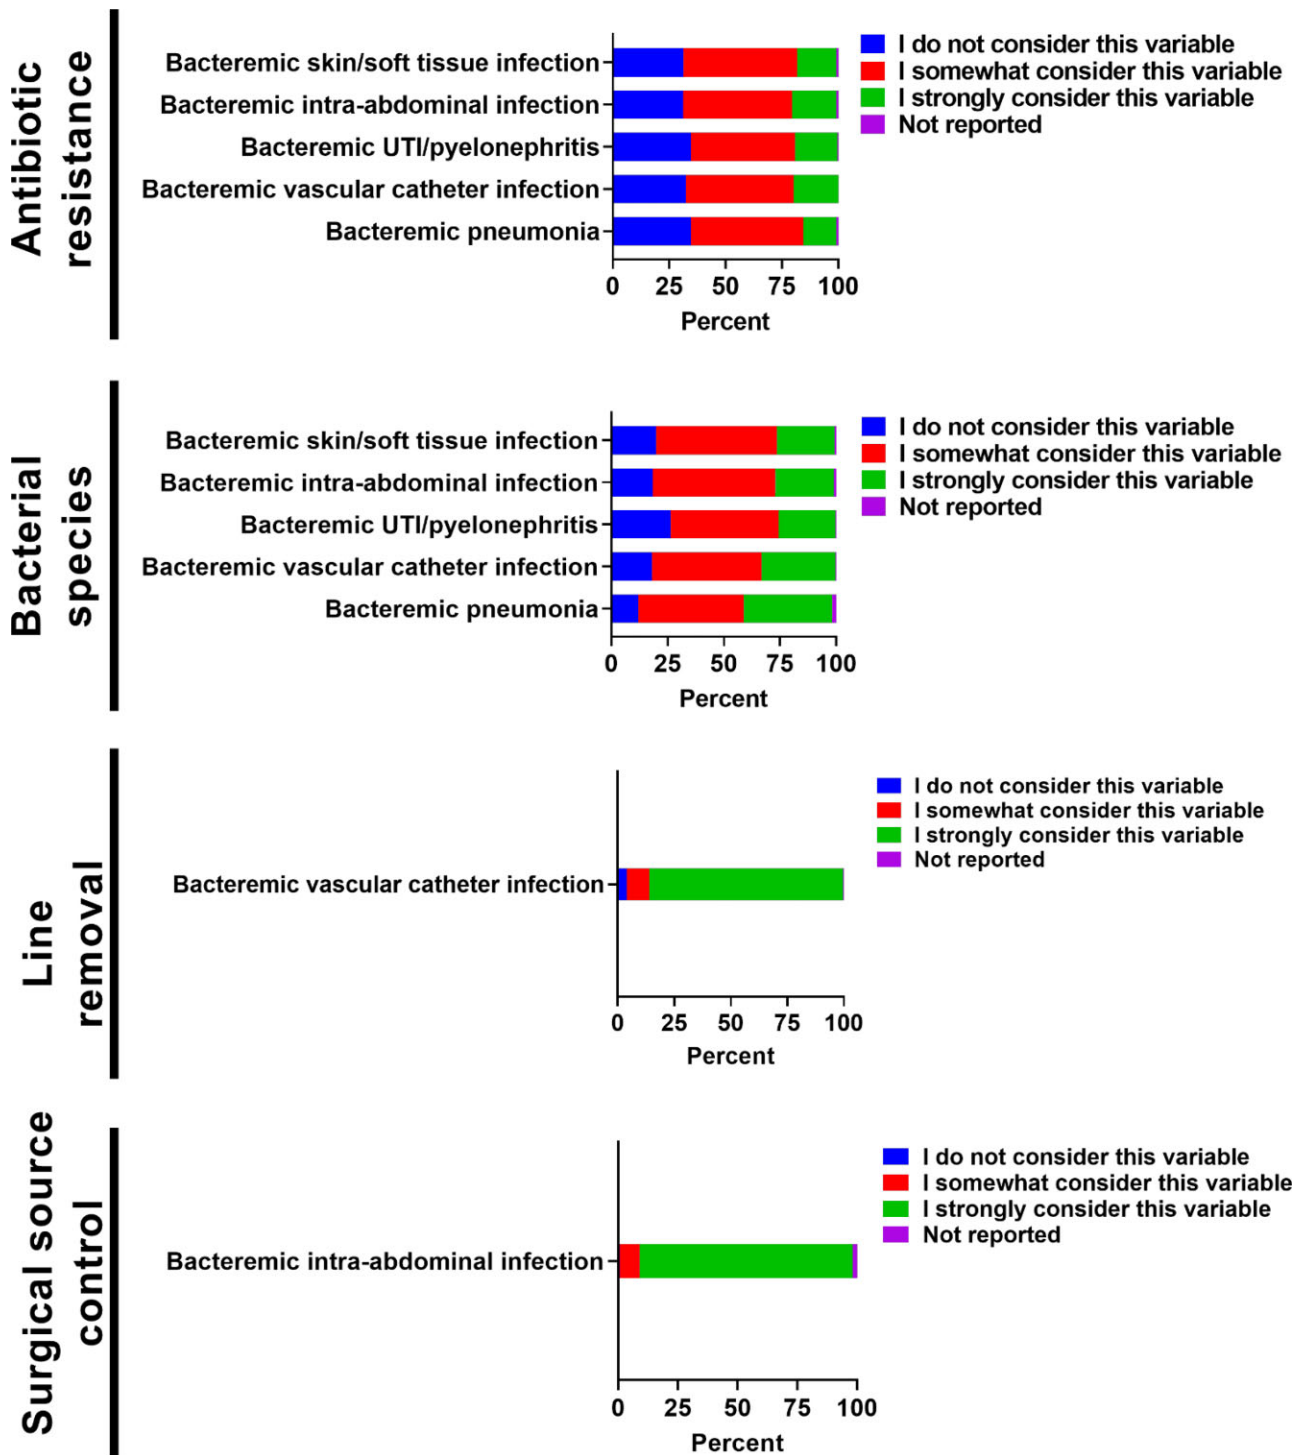 Antibiotic
resistance
Bacteremic skin/soft tissue infection
Bacteremic intra-abdominal infection
Bacteremic UTI/pyelonephritis
Bacteremic vascular catheter infection
Bacteremic pneumonia
0 25 50 75 100
Percent
I do not consider this variable
I somewhat consider this variable
I strongly consider this variable
Not reported
Bacterial
species
Bacteremic skin/soft tissue infection
Bacteremic intra-abdominal infection
Bacteremic UTI/pyelonephritis
Bacteremic vascular catheter infection
Bacteremic pneumonia
0 25 50 75 100
Percent
I do not consider this variable
I somewhat consider this variable
I strongly consider this variable
Not reported
Line
removal
Bacteremic vascular catheter infection
0 25 50 75 100
Percent
I do not consider this variable
I somewhat consider this variable
I strongly consider this variable
Not reported
Surgical source
control
Bacteremic intra-abdominal infection
0 25 50 75 100
Percent
I do not consider this variable
I somewhat consider this variable
I strongly consider this variable
Not reported